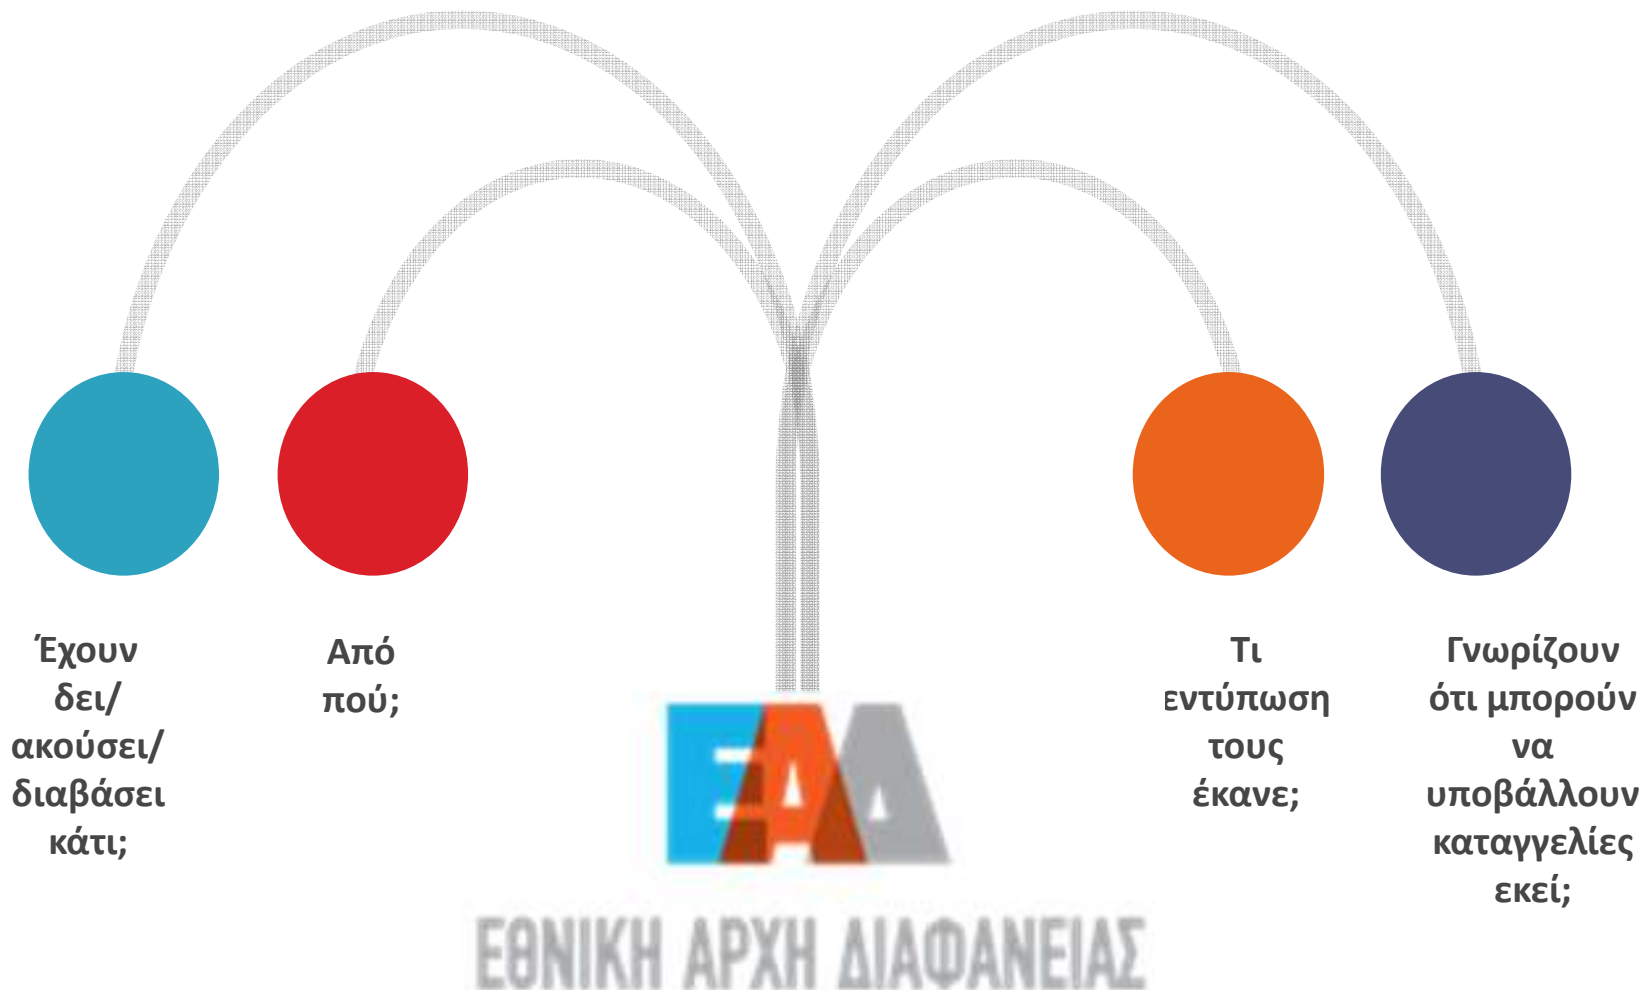 Έχουν
δει/
ακούσει/
διαβάσει
κάτι;
Από
πού;
Τι
εντύπωση
τους
έκανε;
Γνωρίζουν
ότι μπορούν
να
υποβάλλουν
καταγγελίες
εκεί;
ΕΑΔ
ΕΘΝΙΚΗ ΑΡΧΗ ΔΙΑΦΑΝΕΙΑΣ